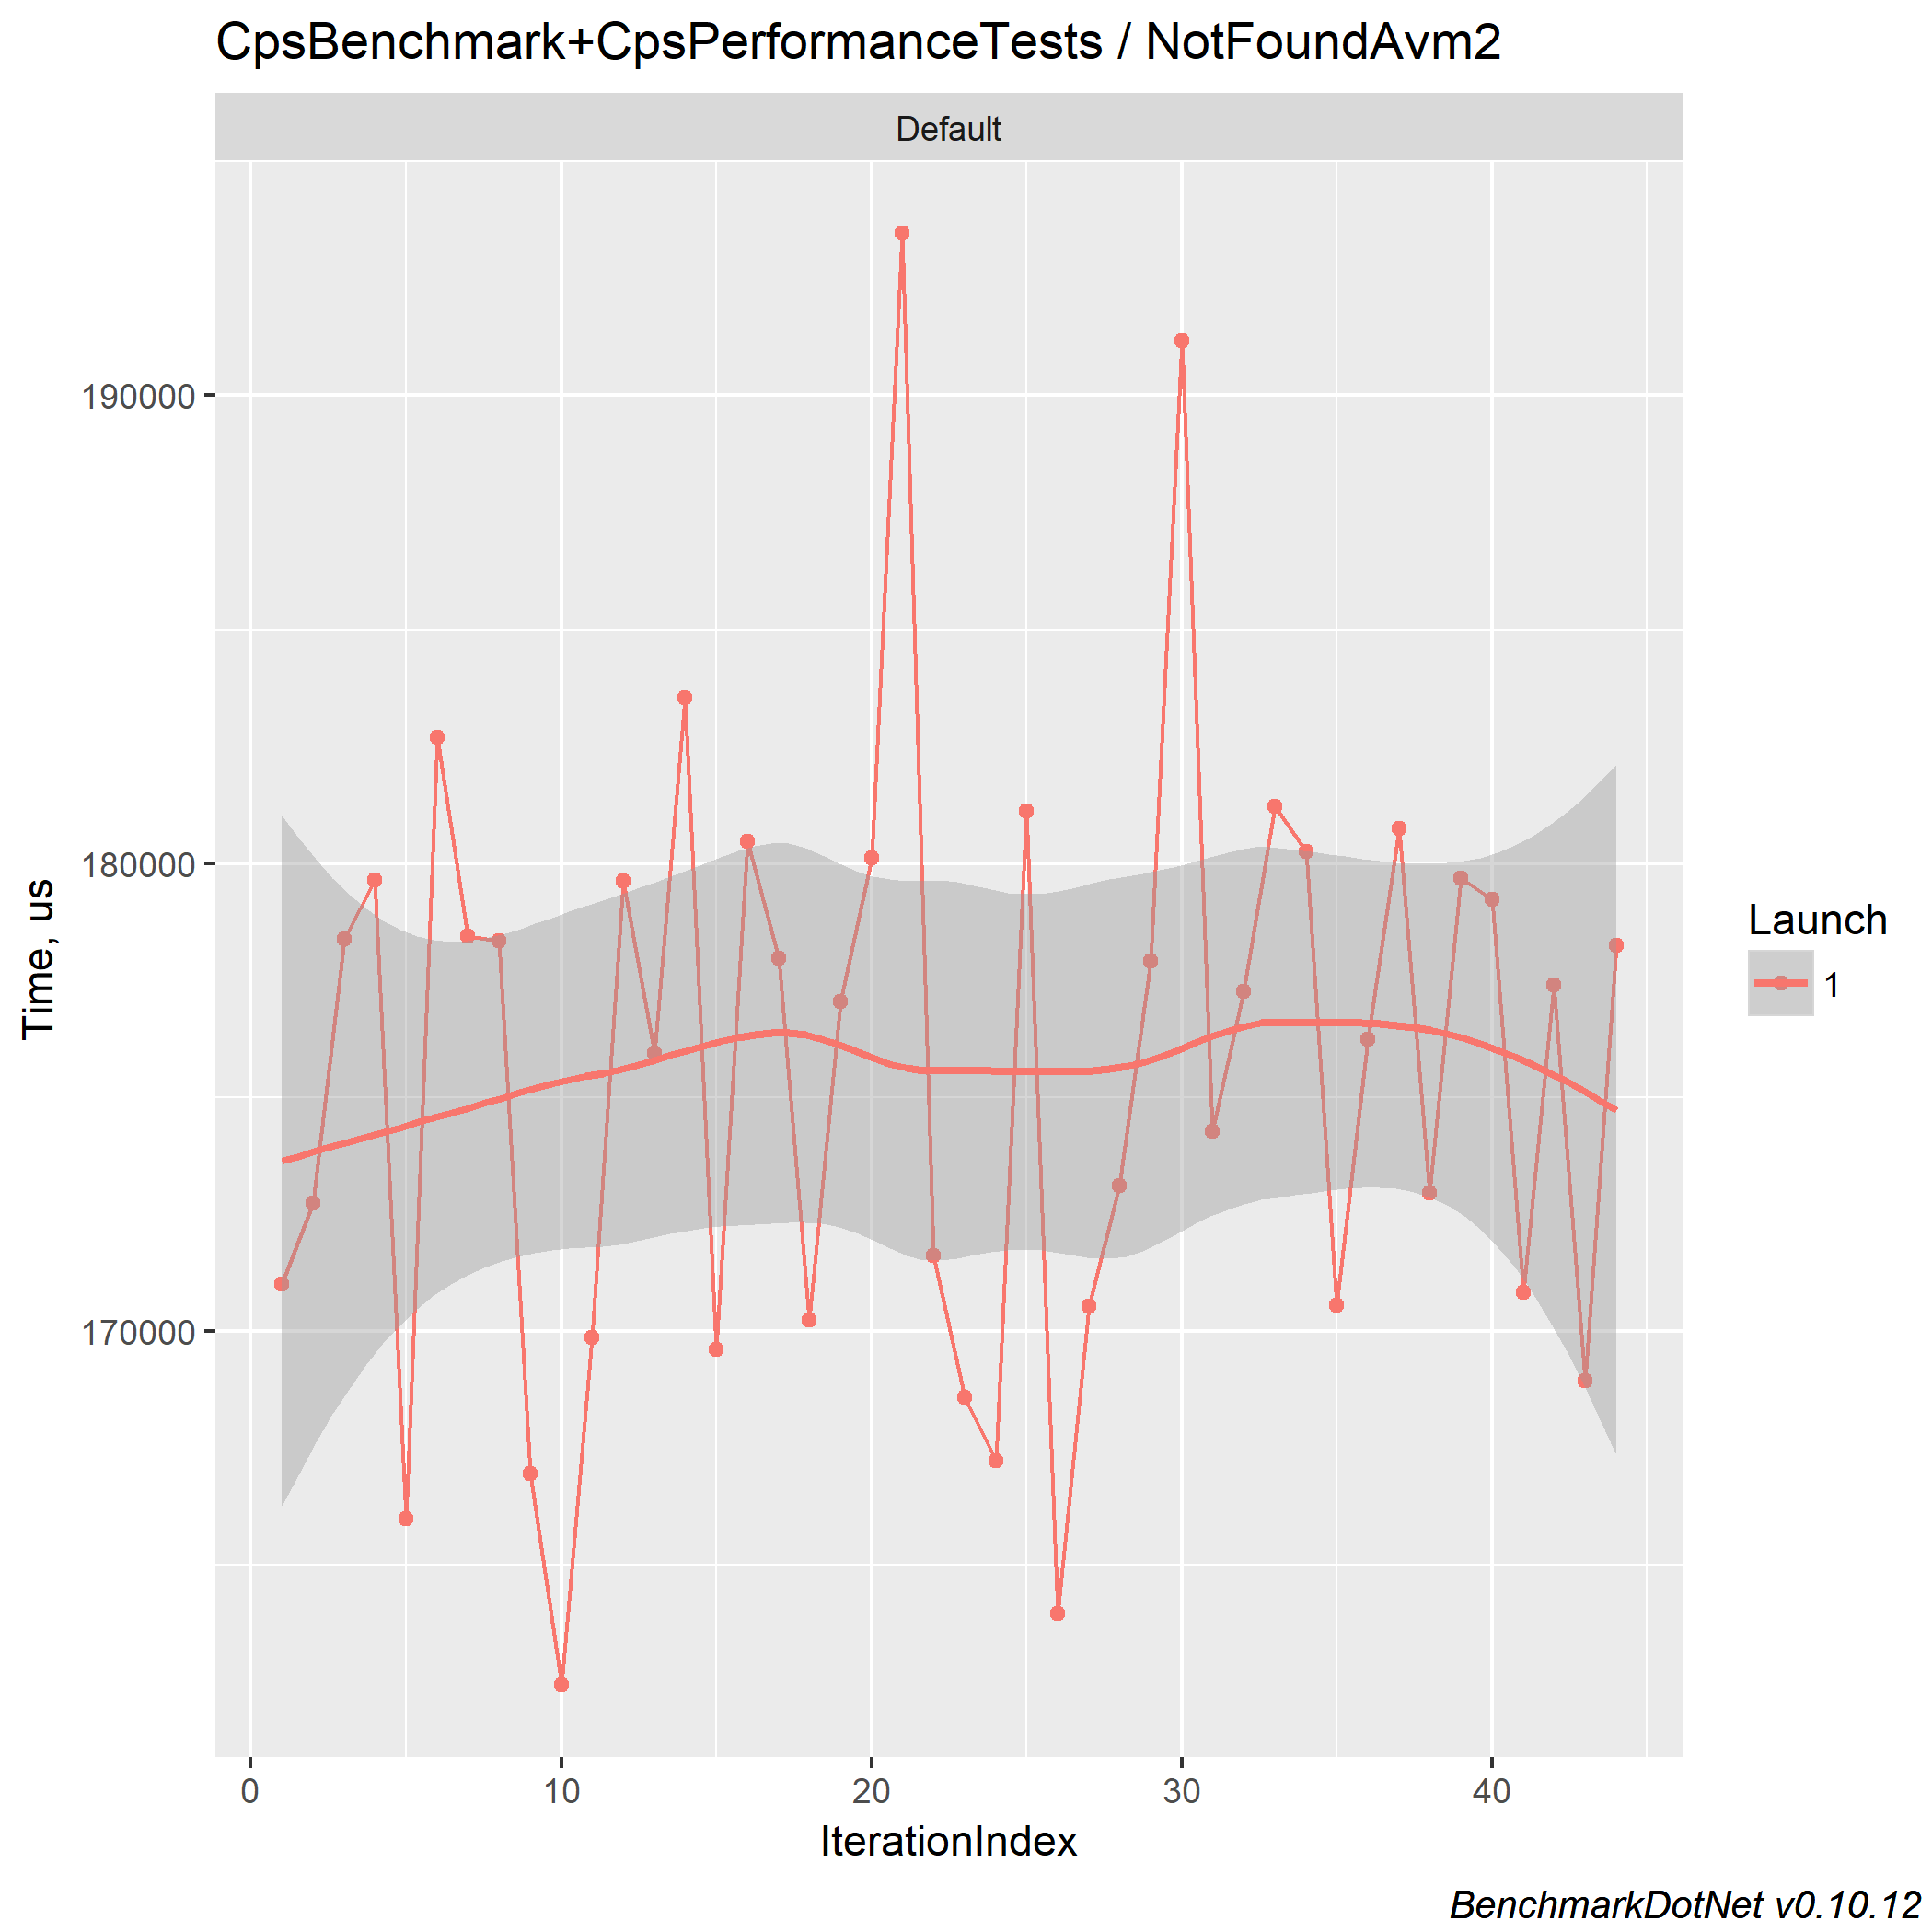 CpsBenchmark+CpsPerformanceTests / NotFoundAvm2
Default
190000
180000
170000
Time, us
0 10 20 30 40
IterationIndex
Launch
1
BenchmarkDotNet v0.10.12